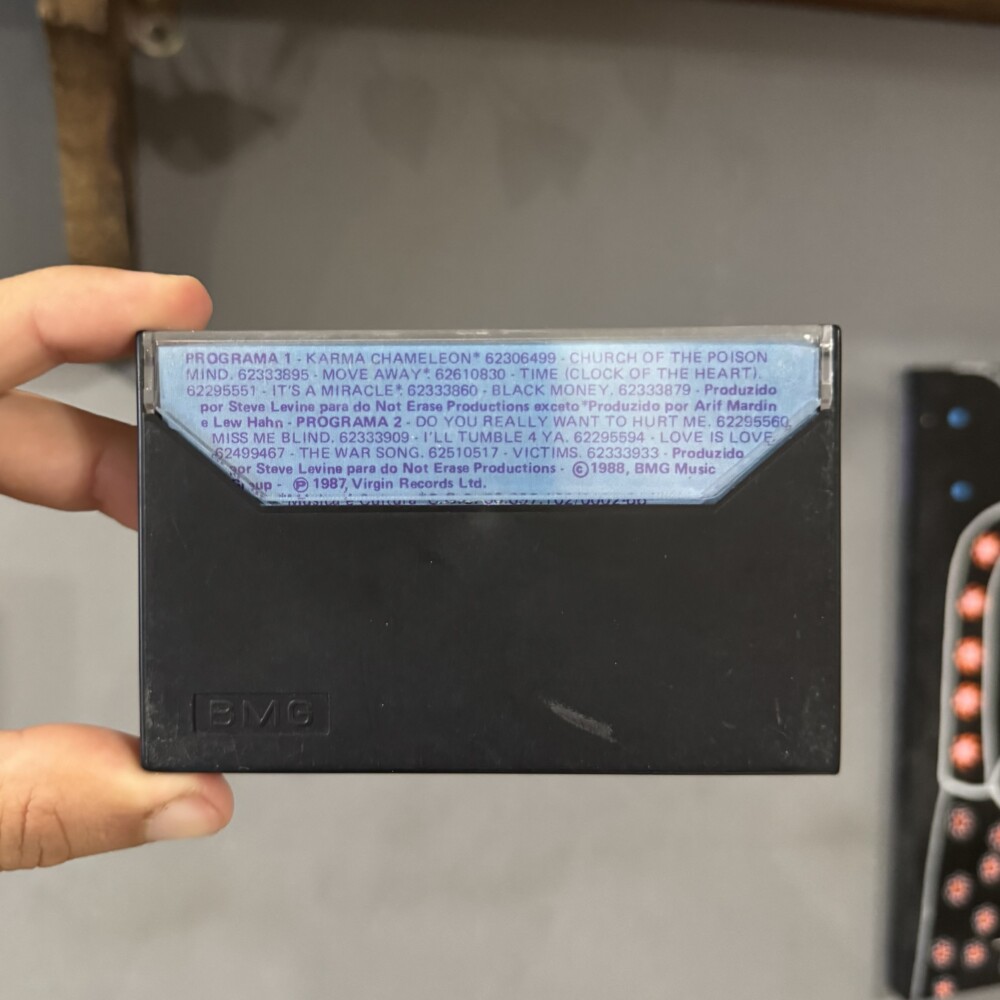 PROGRAMA 1 - KARMA CHAMELEON* 62306499 - CHURCH OF THE POISON
MIND. 62333895 - MOVE AWAY*. 62610830 - TIME (CLOCK OF THE HEART).
62295551 - IT'S A MIRACLE*. 62333860 - BLACK MONEY. 62333879 - Produzido
por Steve Levine para do Not Erase Productions exceto *Produzido por Arif Mardin
e Lew Hahn - PROGRAMA 2 - DO YOU REALLY WANT TO HURT ME. 62295560
MISS ME BLIND. 62333909 - I'LL TUMBLE 4 YA. 62295594 - LOVE IS LOVE
62499467 - THE WAR SONG. 62510517 - VICTIMS. 62333933 - Produzido
por Steve Levine para do Not Erase Productions - ©1988, BMG Music
℗ 1987, Virgin Records Ltd.
BMG